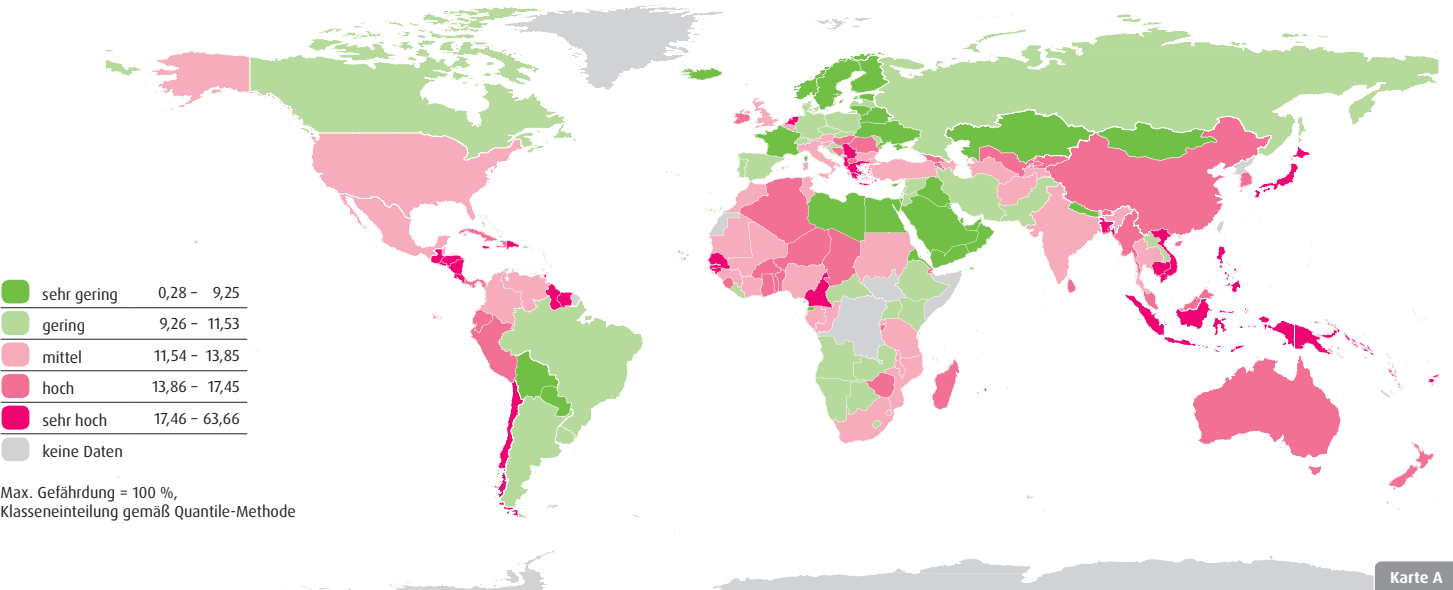 sehr gering 0,28 – 9,25
gering 9,26 – 11,53
mittel 11,54 – 13,85
hoch 13,86 – 17,45
sehr hoch 17,46 – 63,66
keine Daten
Max. Gefährdung = 100 %,
Klasseneinteilung gemäß Quantile-Methode
Karte A